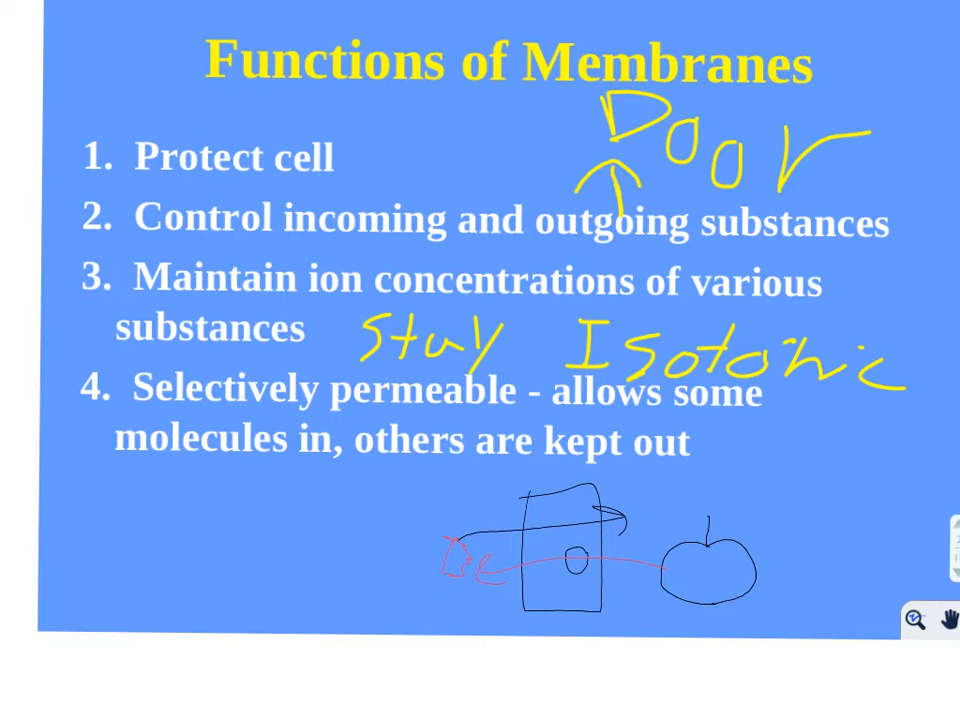 Functions of Membranes
Door
1. Protect cell
2. Control incoming and outgoing substances
3. Maintain ion concentrations of various
substances Stay Isotonic
4. Selectively permeable - allows some
molecules in, others are kept out